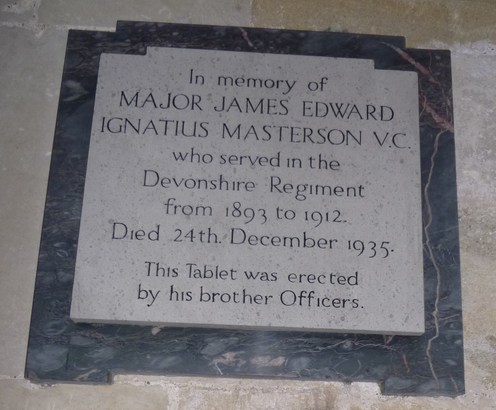 In memory of
MAJOR JAMES EDWARD
IGNATIUS MASTERSON V.C.
who served in the
Devonshire Regiment
from 1893 to 1912.
Died 24th. December 1935.
This Tablet was erected
by his brother Officers.